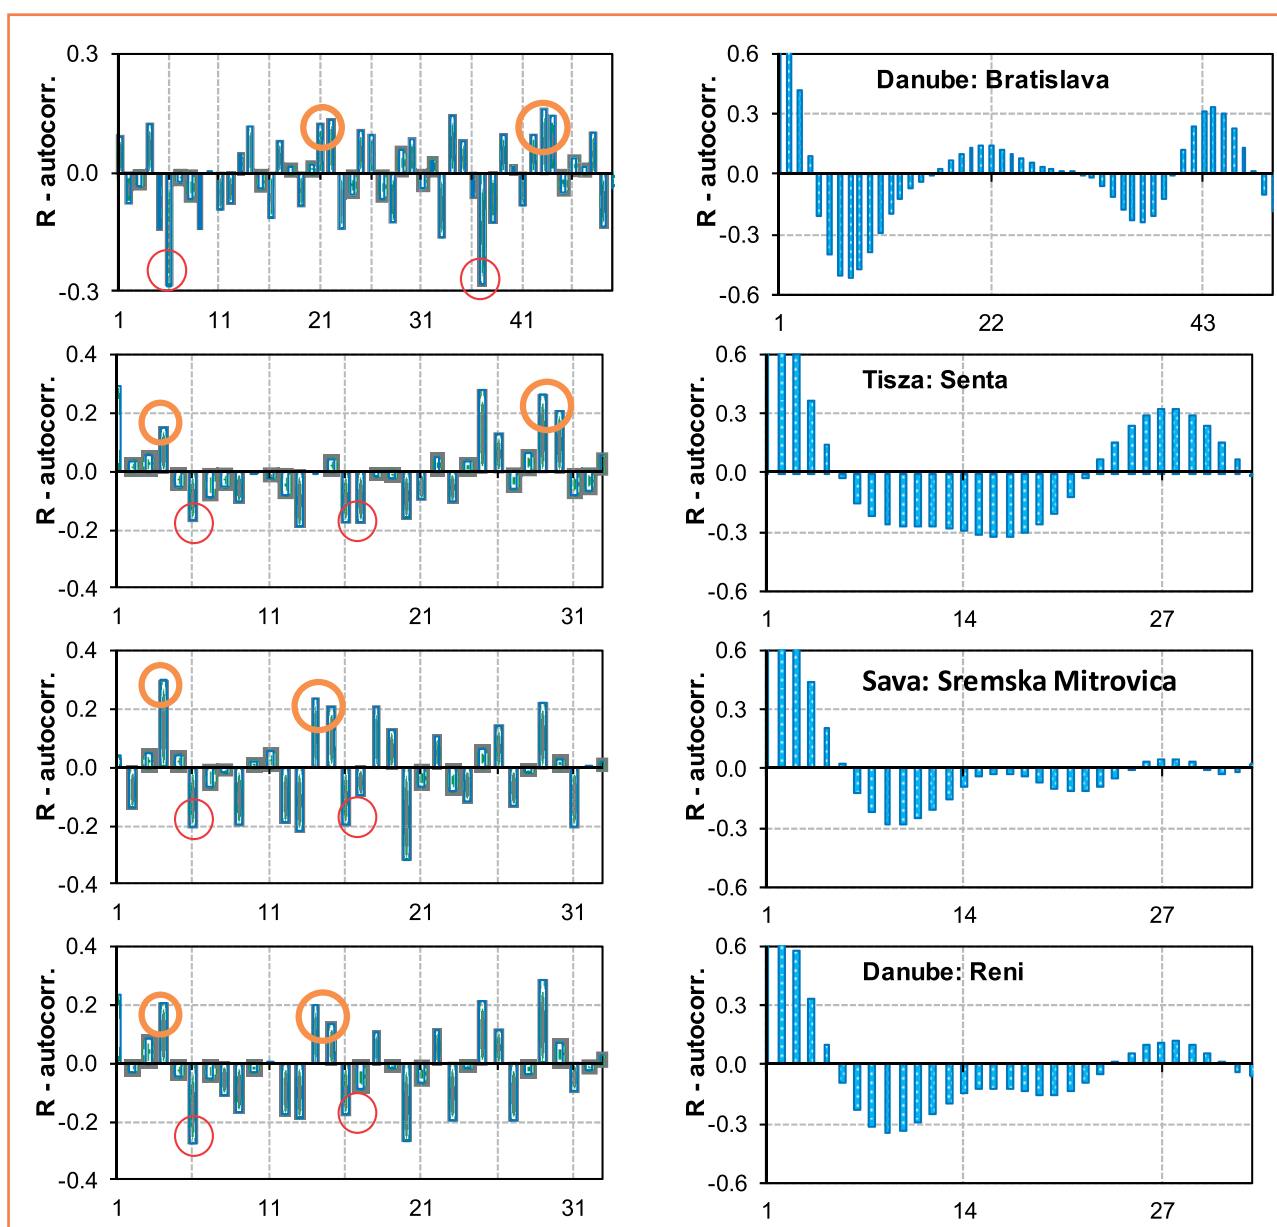 R - autocorr.
0.3
0.0
-0.3
1 11 21 31 41
R - autocorr.
0.6
0.3
0.0
-0.3
-0.6
Danube: Bratislava
1 22 43
R - autocorr.
0.4
0.2
0.0
-0.2
-0.4
1 11 21 31
R - autocorr.
0.6
0.3
0.0
-0.3
-0.6
Tisza: Senta
1 14 27
R - autocorr.
0.4
0.2
0.0
-0.2
-0.4
1 11 21 31
R - autocorr.
0.6
0.3
0.0
-0.3
-0.6
Sava: Sremska Mitrovica
1 14 27
R - autocorr.
0.4
0.2
0.0
-0.2
-0.4
1 11 21 31
R - autocorr.
0.6
0.3
0.0
-0.3
-0.6
Danube: Reni
1 14 27